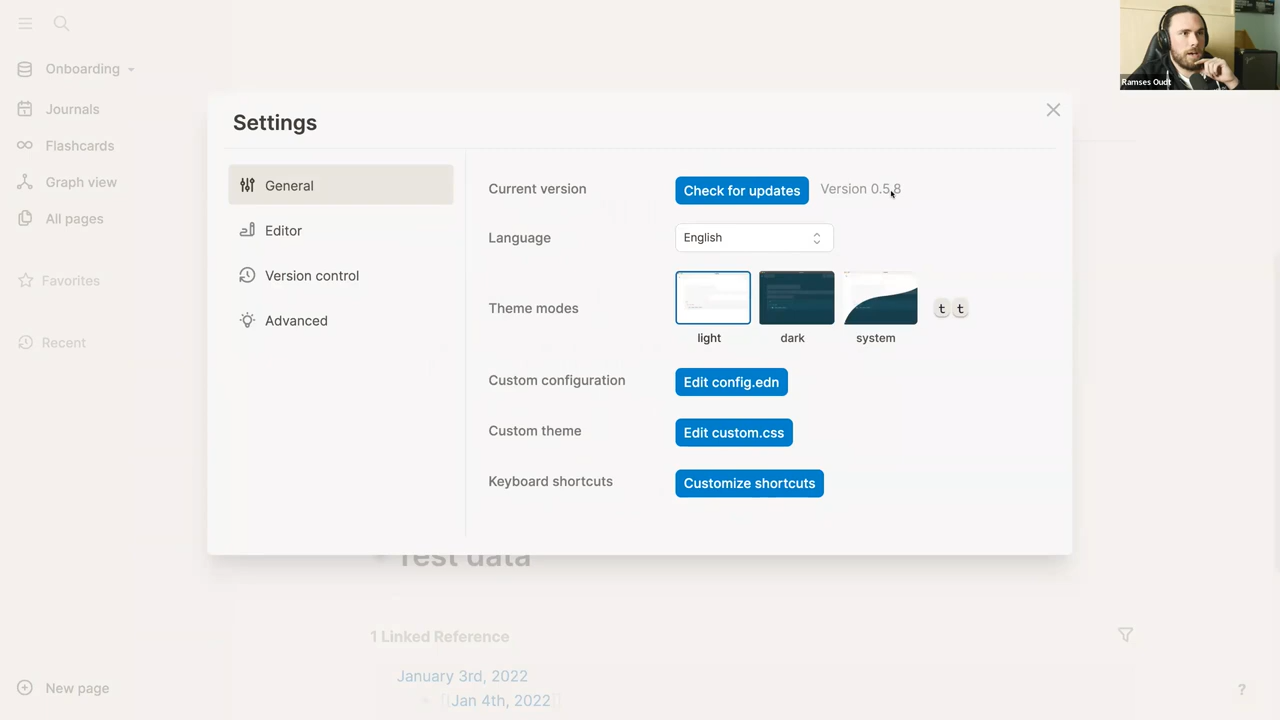 Onboarding
Journals
Flashcards
Graph view
All pages
Favorites
Recent
New page
Settings
General
Editor
Version control
Advanced
Current version
Check for updates
Version 0.5.8
Language
English
Theme modes
t t
light
dark
system
Custom configuration
Edit config.edn
Custom theme
Edit custom.css
Keyboard shortcuts
Customize shortcuts
Test data
1 Linked Reference
January 3rd, 2022
[[Jan 4th, 2022]]
?
Ramses Oudt